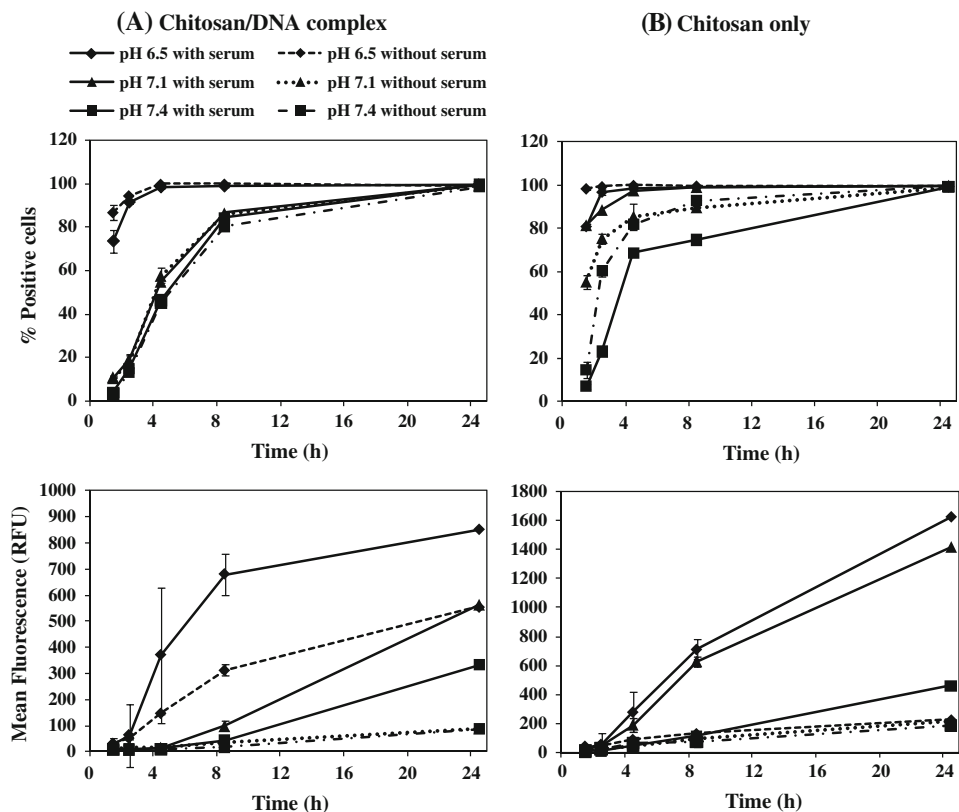 (A) Chitosan/DNA complex
(B) Chitosan only
pH 6.5 with serum
pH 6.5 without serum
pH 7.1 with serum
pH 7.1 without serum
pH 7.4 with serum
pH 7.4 without serum
% Positive cells
120
100
80
60
40
20
0
0 4 8 12 16 20 24
Time (h)
120
100
80
60
40
20
0
0 4 8 12 16 20 24
Time (h)
Mean Fluorescence (RFU)
1000
900
800
700
600
500
400
300
200
100
0
0 4 8 12 16 20 24
Time (h)
1800
1600
1400
1200
1000
800
600
400
200
0
0 4 8 12 16 20 24
Time (h)